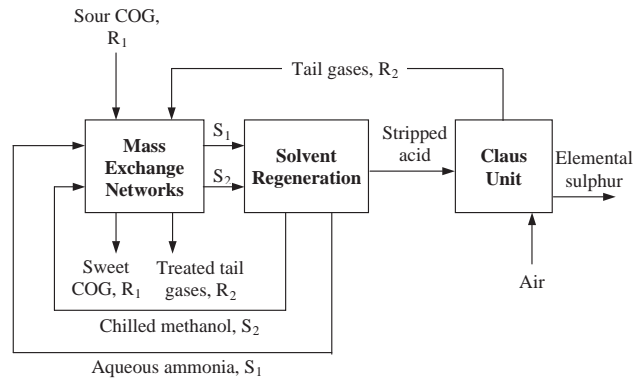 Sour COG,
R₁
Tail gases, R₂
Mass
Exchange
Networks
S₁
S₂
Solvent
Regeneration
Stripped
acid
Claus
Unit
Elemental
sulphur
Sweet
COG, R₁
Treated tail
gases, R₂
Air
Chilled methanol, S₂
Aqueous ammonia, S₁